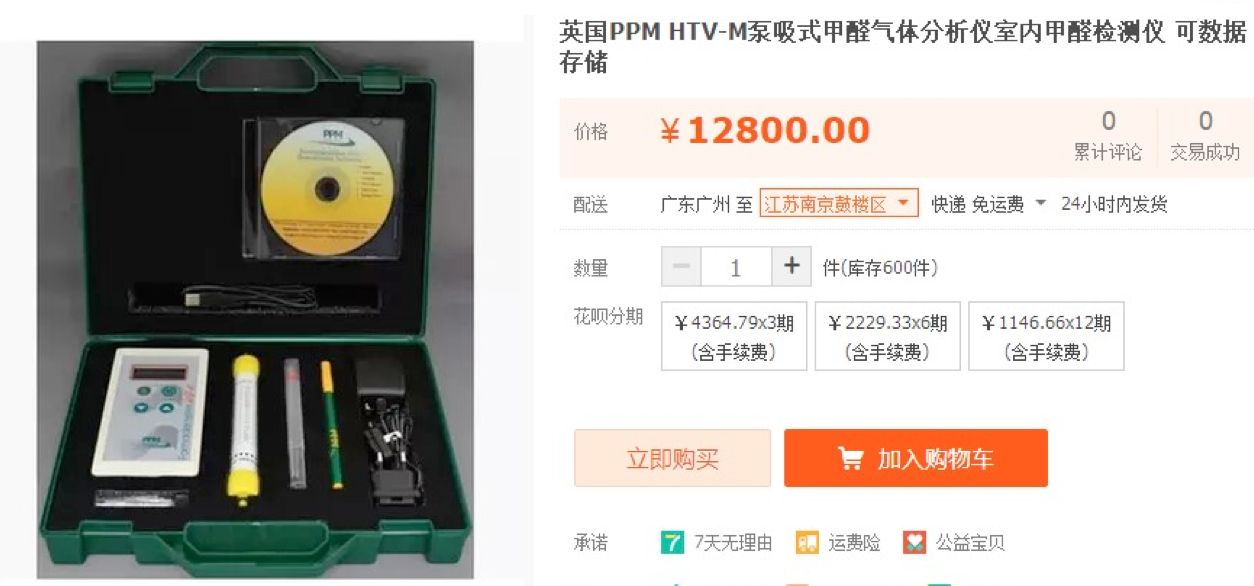 英国PPM HTV-M泵吸式甲醛气体分析仪室内甲醛检测仪 可数据
存储
价格
¥12800.00
0
累计评论
0
交易成功
配送
广东广州 至 江苏南京鼓楼区 快递 免运费 24小时内发货
数量
1
件(库存600件)
花呗分期
¥4364.79x3期
(含手续费)
¥2229.33x6期
(含手续费)
¥1146.66x12期
(含手续费)
立即购买
加入购物车
承诺
7天无理由
运费险
公益宝贝
PPM
PPM
PPM